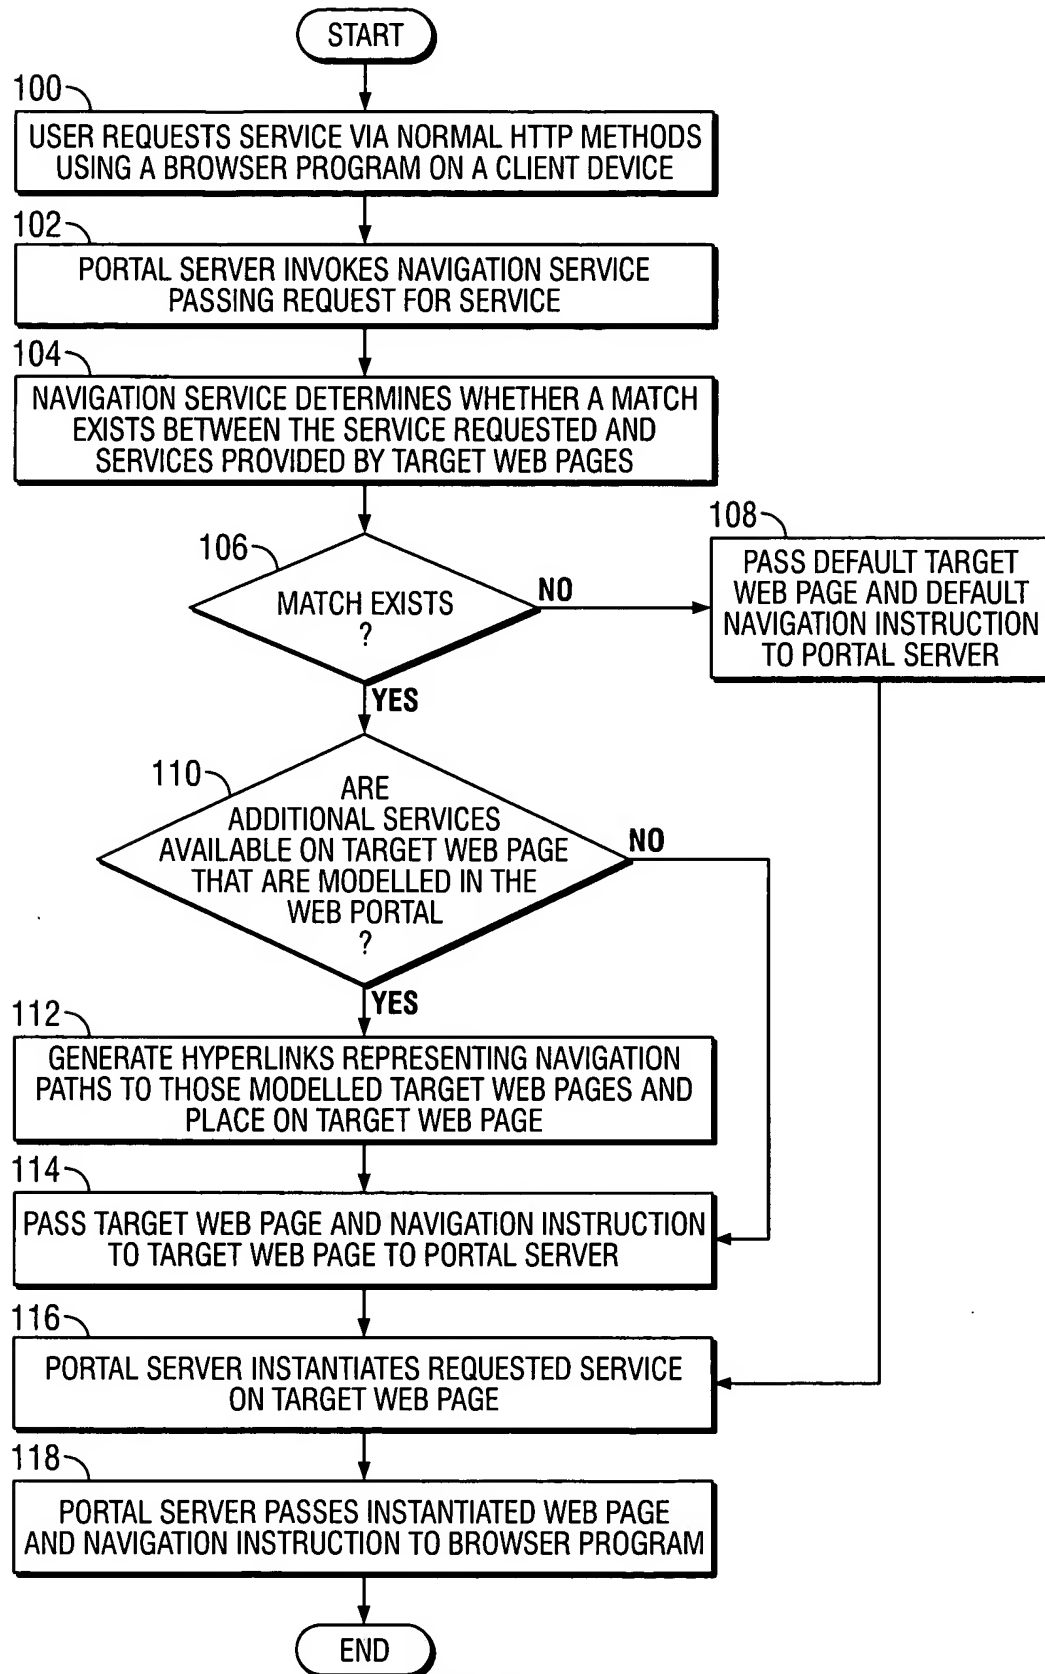 START
100
USER REQUESTS SERVICE VIA NORMAL HTTP METHODS
USING A BROWSER PROGRAM ON A CLIENT DEVICE
102
PORTAL SERVER INVOKES NAVIGATION SERVICE
PASSING REQUEST FOR SERVICE
104
NAVIGATION SERVICE DETERMINES WHETHER A MATCH
EXISTS BETWEEN THE SERVICE REQUESTED AND
SERVICES PROVIDED BY TARGET WEB PAGES
106
MATCH EXISTS
?
NO
108
PASS DEFAULT TARGET
WEB PAGE AND DEFAULT
NAVIGATION INSTRUCTION
TO PORTAL SERVER
YES
110
ARE
ADDITIONAL SERVICES
AVAILABLE ON TARGET WEB PAGE
THAT ARE MODELLED IN THE
WEB PORTAL
?
NO
YES
112
GENERATE HYPERLINKS REPRESENTING NAVIGATION
PATHS TO THOSE MODELLED TARGET WEB PAGES AND
PLACE ON TARGET WEB PAGE
114
PASS TARGET WEB PAGE AND NAVIGATION INSTRUCTION
TO TARGET WEB PAGE TO PORTAL SERVER
116
PORTAL SERVER INSTANTIATES REQUESTED SERVICE
ON TARGET WEB PAGE
118
PORTAL SERVER PASSES INSTANTIATED WEB PAGE
AND NAVIGATION INSTRUCTION TO BROWSER PROGRAM
END